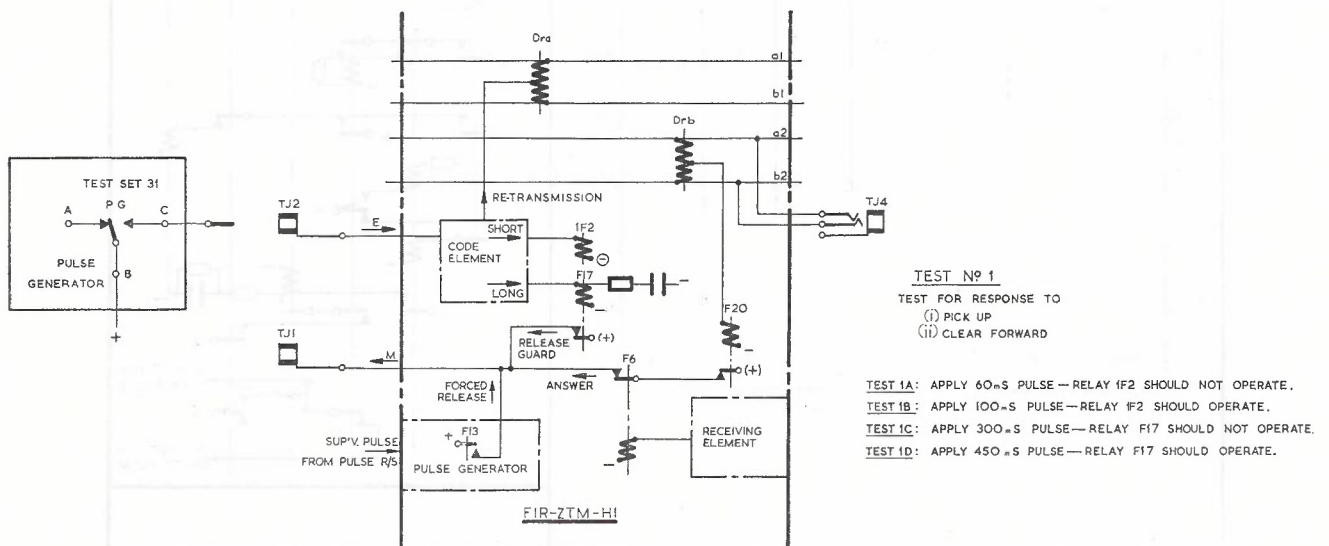 Dra
a1
b1
Drb
a2
b2
TEST SET 31
P G
A
C
B
PULSE
GENERATOR
+
TJ2
E
RE-TRANSMISSION
CODE
ELEMENT
SHORT
LONG
1F2
⊖
F17
-
-
TJ4
F20
-
(+)
TJ1
M
RELEASE
GUARD
(+)
FORCED
RELEASE
ANSWER
F6
-
SUP'V. PULSE
FROM PULSE R/S
+
F13
PULSE GENERATOR
RECEIVING
ELEMENT
FIR-ZTM-HI
TEST Nº 1
TEST FOR RESPONSE TO
(i) PICK UP
(ii) CLEAR FORWARD
TEST 1A: APPLY 60mS PULSE — RELAY 1F2 SHOULD NOT OPERATE.
TEST 1B: APPLY 100mS PULSE — RELAY 1F2 SHOULD OPERATE.
TEST 1C: APPLY 300mS PULSE — RELAY F17 SHOULD NOT OPERATE.
TEST 1D: APPLY 450mS PULSE — RELAY F17 SHOULD OPERATE.